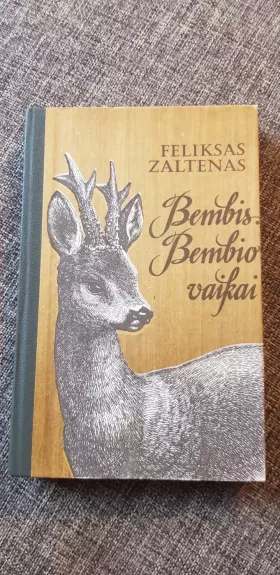 FELIKSAS
ZALTENAS
Bembis.
Bembio
vaikai